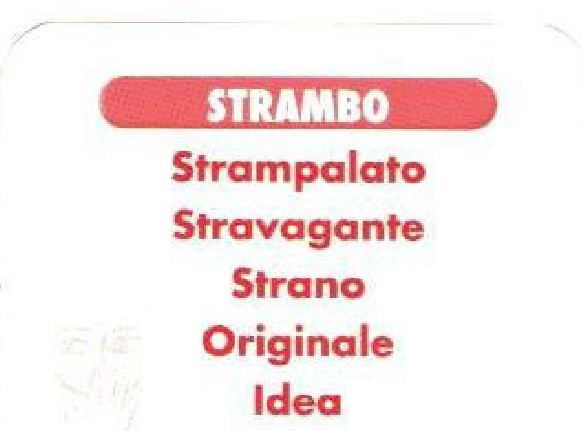 STRAMBO
Strampalato
Stravagante
Strano
Originale
Idea